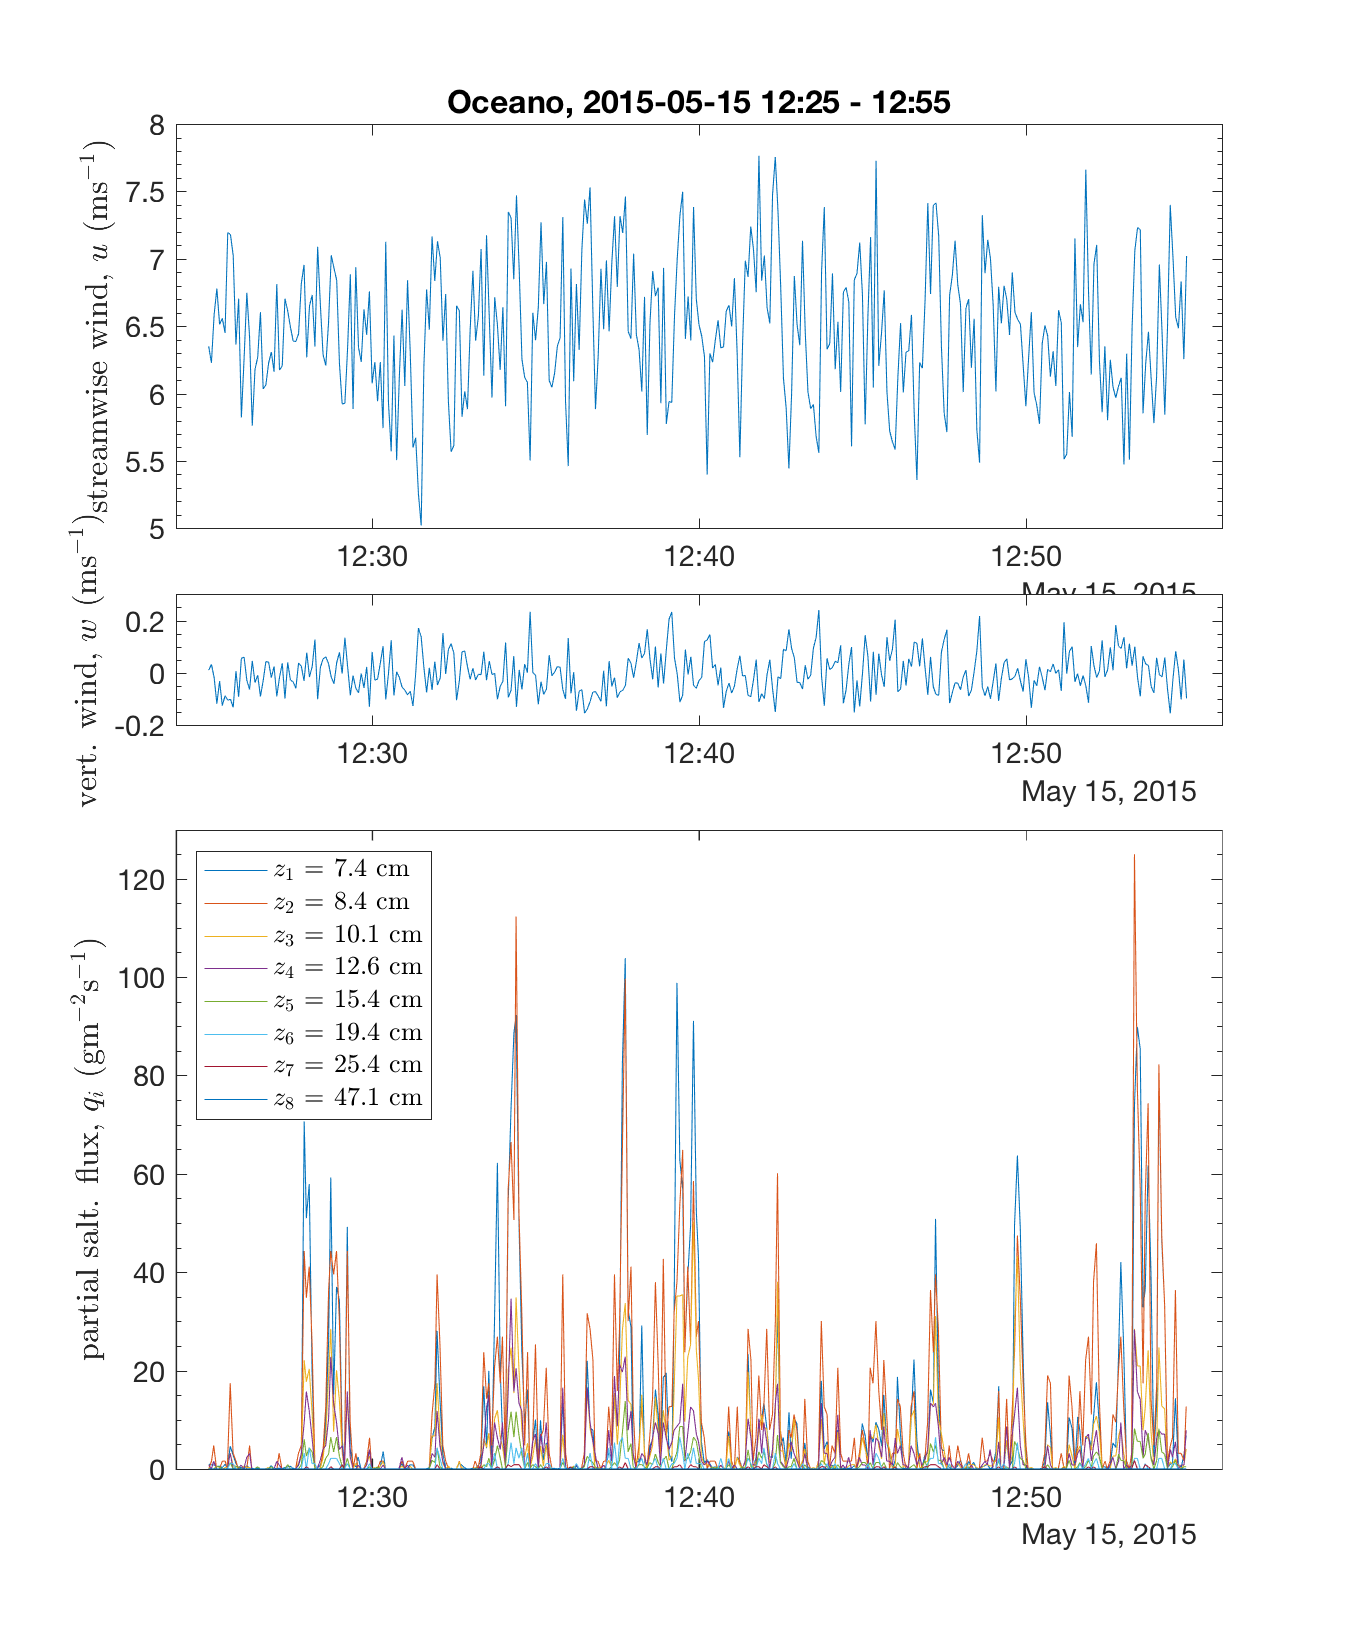 Oceano, 2015-05-15 12:25 - 12:55
streamwise wind, u (ms⁻¹)
8
7.5
7
6.5
6
5.5
5
12:30 12:40 12:50
May 15, 2015
vert. wind, w (ms⁻¹)
0.2
0
-0.2
12:30 12:40 12:50
May 15, 2015
partial salt. flux, qᵢ (gm⁻²s⁻¹)
120
100
80
60
40
20
0
z₁ = 7.4 cm
z₂ = 8.4 cm
z₃ = 10.1 cm
z₄ = 12.6 cm
z₅ = 15.4 cm
z₆ = 19.4 cm
z₇ = 25.4 cm
z₈ = 47.1 cm
12:30 12:40 12:50
May 15, 2015